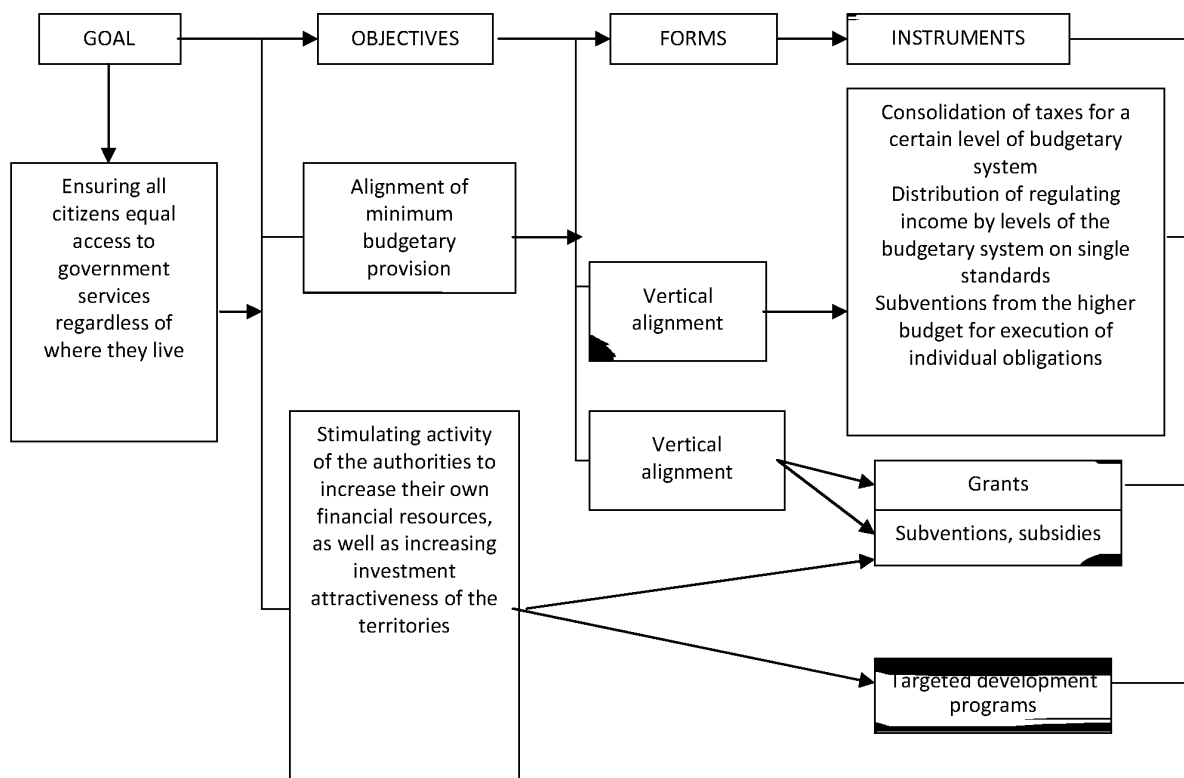 GOAL
OBJECTIVES
FORMS
INSTRUMENTS
Ensuring all
citizens equal
access to
government
services
regardless of
where they live
Alignment of
minimum
budgetary
provision
Stimulating activity
of the authorities to
increase their own
financial resources,
as well as increasing
investment
attractiveness of the
territories
Vertical
alignment
Vertical
alignment
Consolidation of taxes for a
certain level of budgetary
system
Distribution of regulating
income by levels of the
budgetary system on single
standards
Subventions from the higher
budget for execution of
individual obligations
Grants
Subventions, subsidies
Targeted development
programs